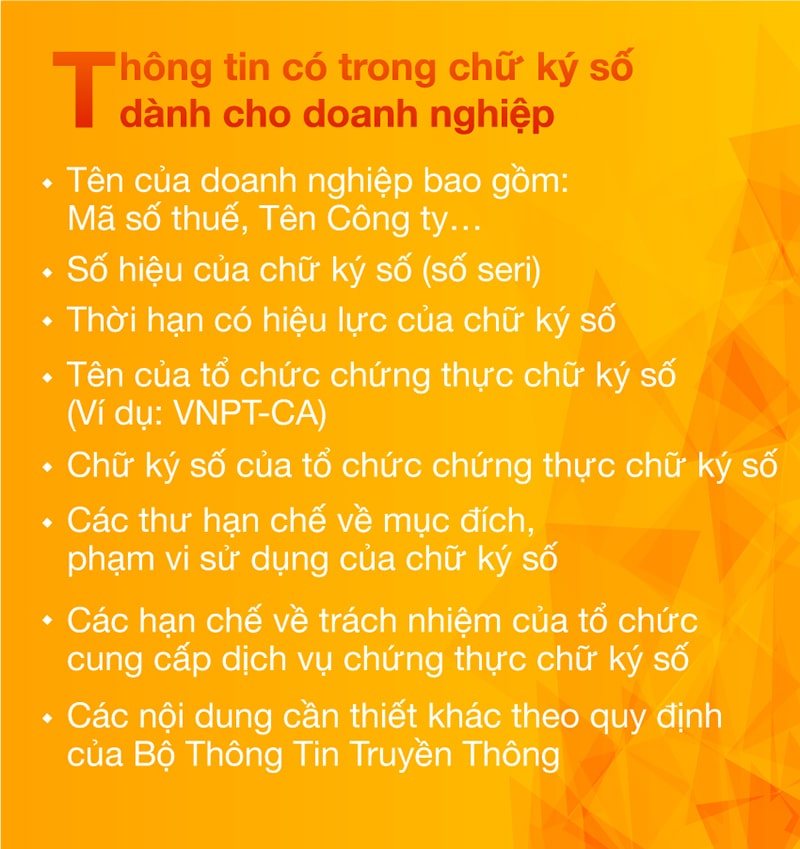 Thông tin có trong chữ ký số
dành cho doanh nghiệp
Tên của doanh nghiệp bao gồm:
Mã số thuế, Tên Công ty...
Số hiệu của chữ ký số (số seri)
Thời hạn có hiệu lực của chữ ký số
Tên của tổ chức chứng thực chữ ký số
(Ví dụ: VNPT-CA)
Chữ ký số của tổ chức chứng thực chữ ký số
Các thư hạn chế về mục đích,
phạm vi sử dụng của chữ ký số
Các hạn chế về trách nhiệm của tổ chức
cung cấp dịch vụ chứng thực chữ ký số
Các nội dung cần thiết khác theo quy định
của Bộ Thông Tin Truyền Thông